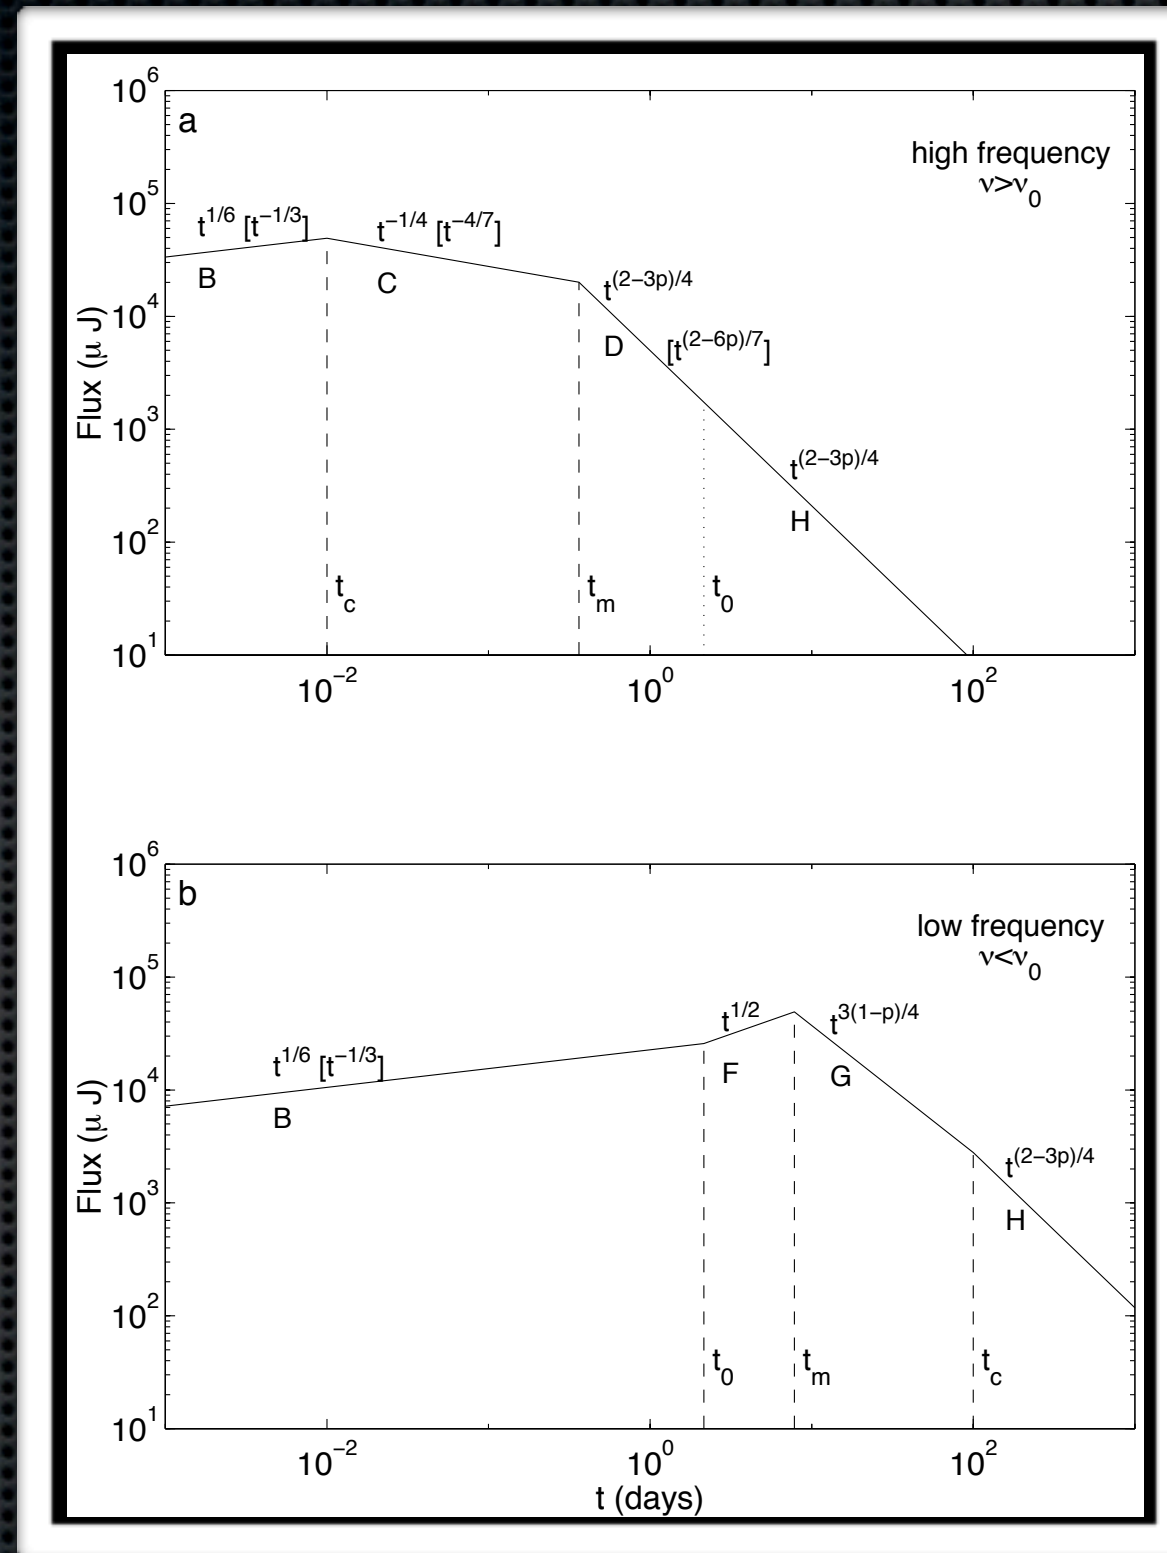 10^6
a
high frequency
ν>ν_0
10^5
t^{1/6} [t^{−1/3}]
t^{−1/4} [t^{−4/7}]
B
C
t^{(2−3p)/4}
10^4
D
[t^{(2−6p)/7}]
Flux (μ J)
10^3
t^{(2−3p)/4}
H
10^2
t_c
t_m
t_0
10^1
10^{−2}
10^0
10^2
10^6
b
low frequency
ν<ν_0
10^5
t^{1/2}
t^{3(1−p)/4}
t^{1/6} [t^{−1/3}]
F
G
10^4
B
Flux (μ J)
t^{(2−3p)/4}
10^3
H
10^2
t_0
t_m
t_c
10^1
10^{−2}
10^0
10^2
t (days)